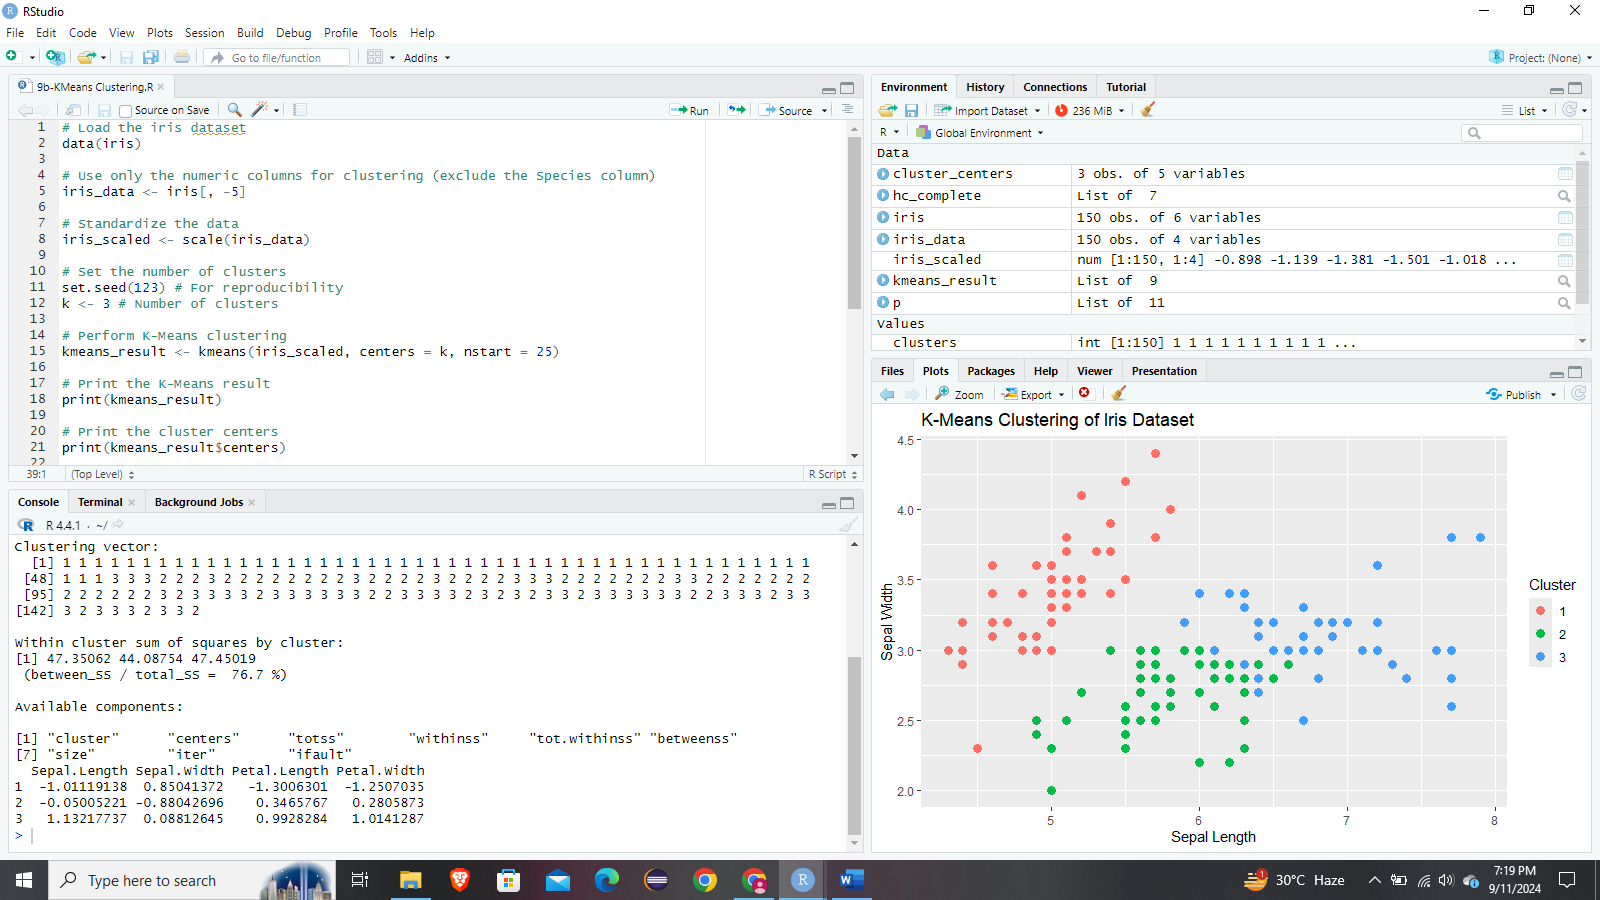 RStudio
File Edit Code View Plots Session Build Debug Profile Tools Help
Go to file/function Addins Project: (None)
9b-KMeans Clustering.R
Source on Save Run Source
1 # Load the iris dataset
2 data(iris)
3
4 # Use only the numeric columns for clustering (exclude the Species column)
5 iris_data <- iris[, -5]
6
7 # Standardize the data
8 iris_scaled <- scale(iris_data)
9
10 # Set the number of clusters
11 set.seed(123) # For reproducibility
12 k <- 3 # Number of clusters
13
14 # Perform K-Means clustering
15 kmeans_result <- kmeans(iris_scaled, centers = k, nstart = 25)
16
17 # Print the K-Means result
18 print(kmeans_result)
19
20 # Print the cluster centers
21 print(kmeans_result$centers)
22
39:1 (Top Level) R Script
Console Terminal Background Jobs
R 4.4.1 · ~/
Clustering vector:
[1] 1 1 1 1 1 1 1 1 1 1 1 1 1 1 1 1 1 1 1 1 1 1 1 1 1 1 1 1 1 1 1 1 1 1 1 1 1 1 1 1 1 1 1 1 1 1 1
[48] 1 1 1 3 3 3 2 2 2 3 2 2 2 2 2 2 2 2 3 2 2 2 2 3 2 2 2 2 3 3 3 2 2 2 2 2 2 2 3 3 2 2 2 2 2 2 2
[95] 2 2 2 2 2 2 3 2 3 3 3 3 2 3 3 3 3 3 3 2 2 3 3 3 3 2 3 2 3 2 3 3 2 3 3 3 3 3 3 2 2 3 3 3 2 3 3
[142] 3 2 3 3 3 2 3 3 2
Within cluster sum of squares by cluster:
[1] 47.35062 44.08754 47.45019
(between_SS / total_SS = 76.7 %)
Available components:
[1] "cluster" "centers" "totss" "withinss" "tot.withinss" "betweenss"
[7] "size" "iter" "ifault"
Sepal.Length Sepal.Width Petal.Length Petal.Width
1 -1.01119138 0.85041372 -1.3006301 -1.2507035
2 -0.05005221 -0.88042696 0.3465767 0.2805873
3 1.13217737 0.08812645 0.9928284 1.0141287
>
Environment History Connections Tutorial
Import Dataset 236 MiB List
R Global Environment
Data
cluster_centers 3 obs. of 5 variables
hc_complete List of 7
iris 150 obs. of 6 variables
iris_data 150 obs. of 4 variables
iris_scaled num [1:150, 1:4] -0.898 -1.139 -1.381 -1.501 -1.018 ...
kmeans_result List of 9
p List of 11
Values
clusters int [1:150] 1 1 1 1 1 1 1 1 1 1 ...
Files Plots Packages Help Viewer Presentation
Zoom Export Publish
K-Means Clustering of Iris Dataset
4.5
4.0
3.5
3.0
2.5
2.0
Sepal Width
5 6 7 8
Sepal Length
Cluster
1
2
3
Type here to search
1
30°C Haze
7:19 PM
9/11/2024